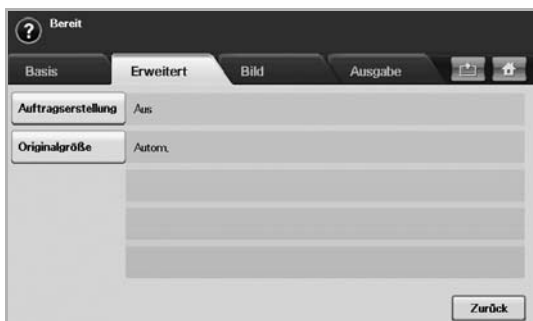 ? Bereit
Basis Erweitert Bild Ausgabe
Auftragserstellung Aus
Originalgröße Autom.
Zurück